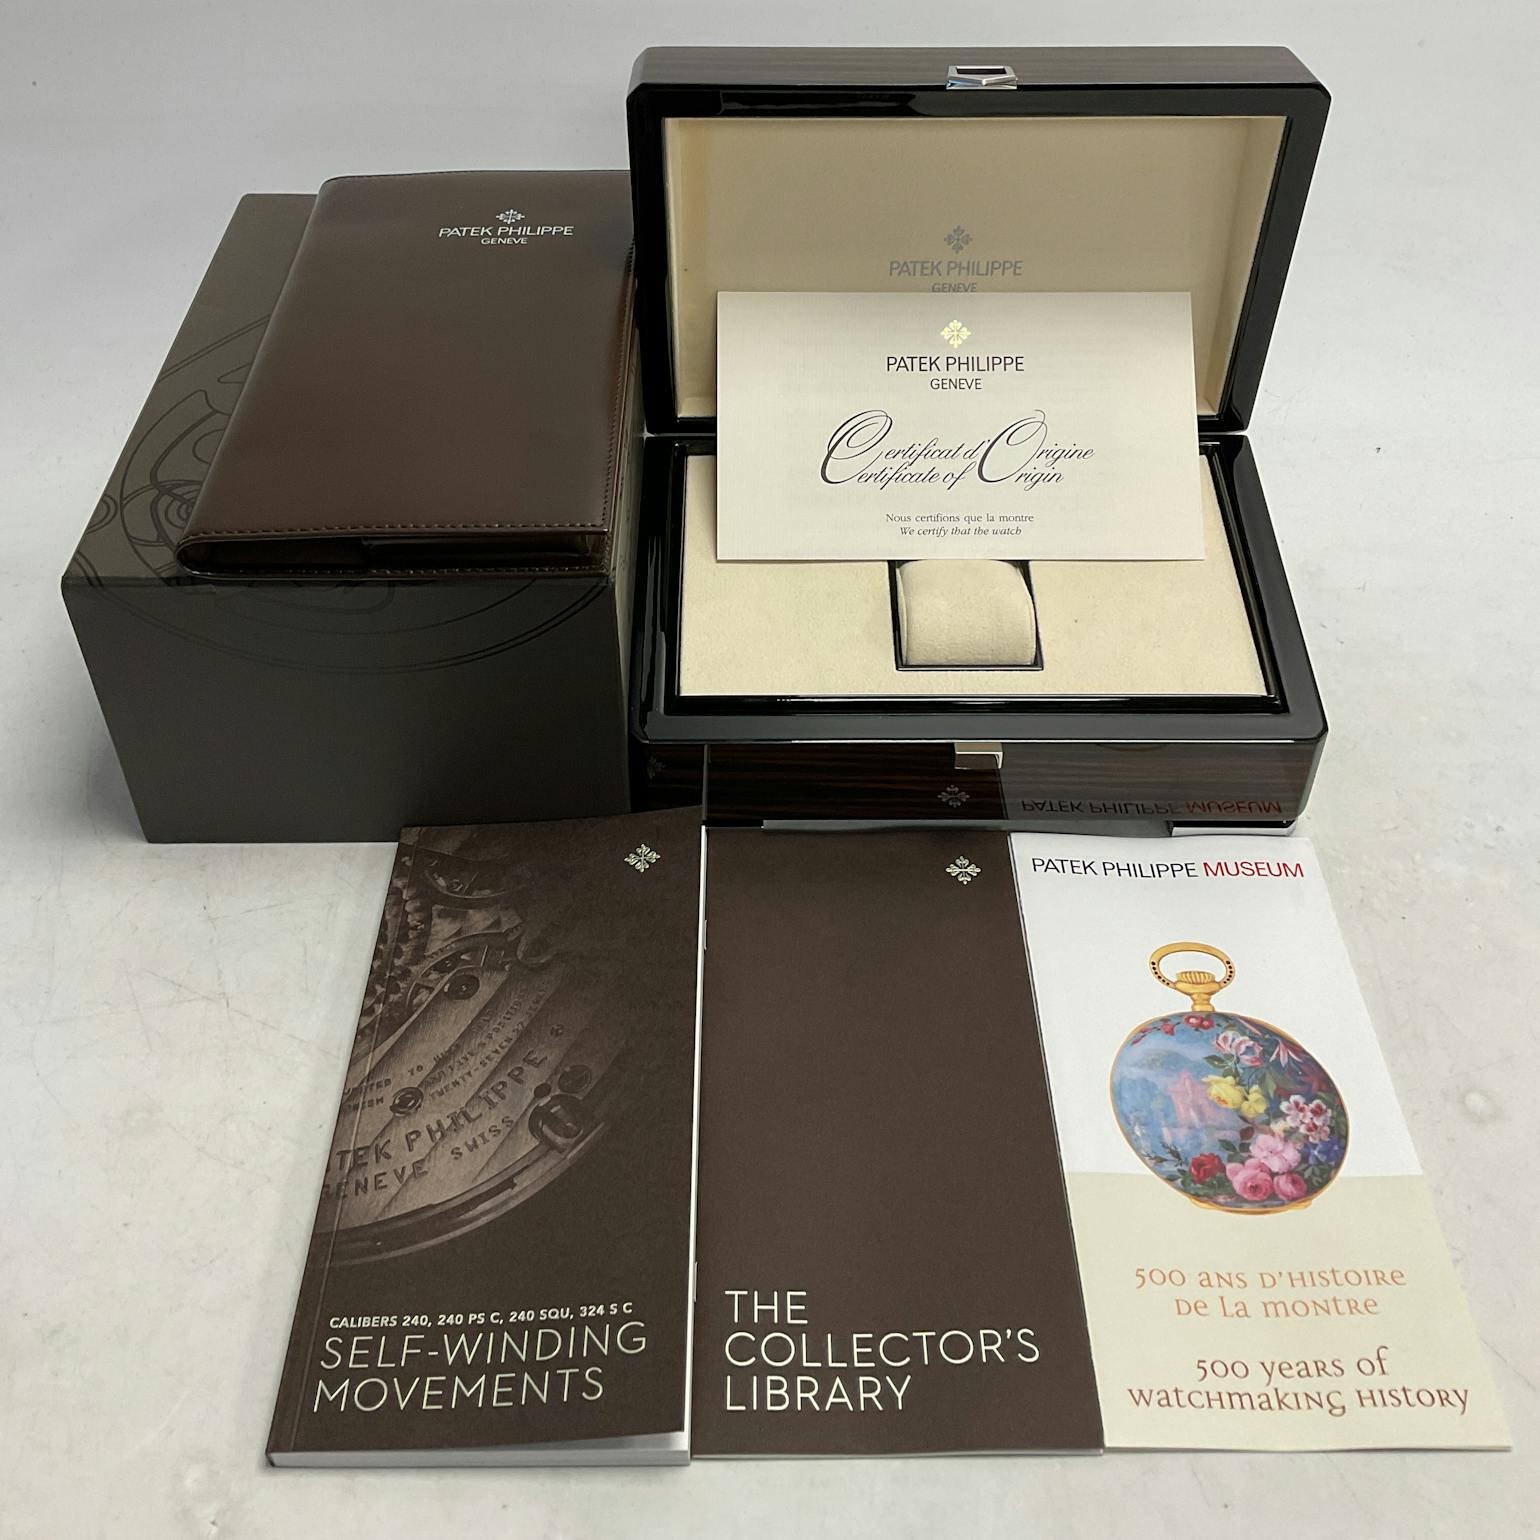 PATEK PHILIPPE
GENEVE
PATEK PHILIPPE
GENEVE
PATEK PHILIPPE
GENEVE
Certificat d'Origine
Certificate of Origin
Nous certifions que la montre
We certify that the watch
PATEK PHILIPPE MUSEUM
TWENTY-SEVEN
PATEK PHILIPPE
GENEVE SWISS
CALIBERS 240, 240 PS C, 240 SQU, 324 S C
SELF-WINDING
MOVEMENTS
THE
COLLECTOR'S
LIBRARY
PATEK PHILIPPE MUSEUM
500 ans d'histoire
de la montre
500 years of
watchmaking history